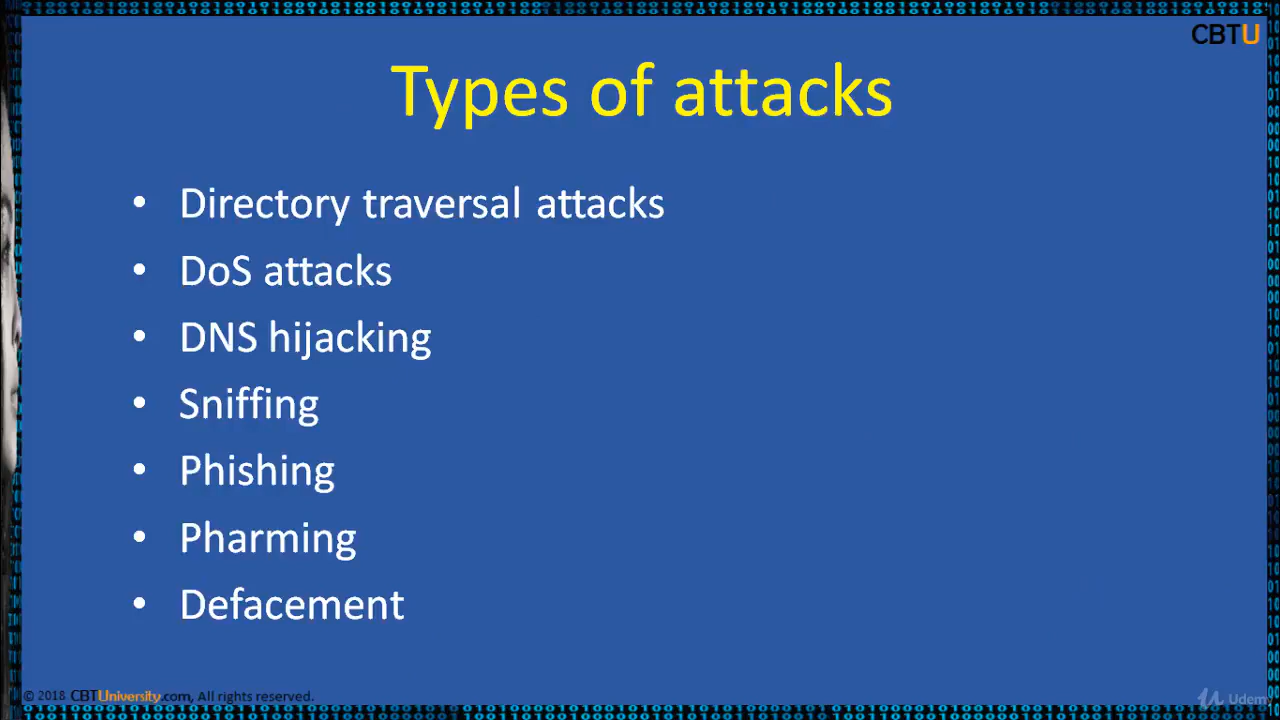 CBTU
Types of attacks
• Directory traversal attacks
• DoS attacks
• DNS hijacking
• Sniffing
• Phishing
• Pharming
• Defacement
© 2018 CBTUniversity.com, All rights reserved.
Udemy